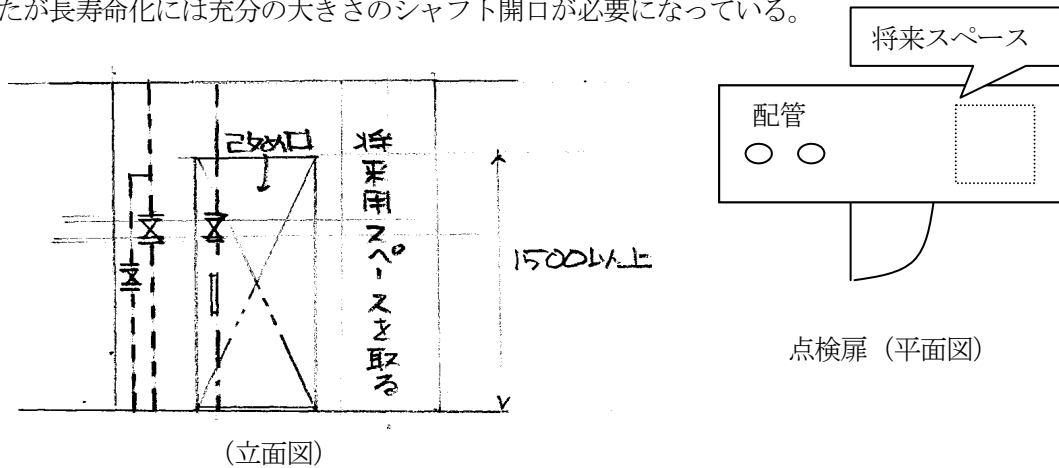 たが長寿命化には充分の大きさのシャフト開口が必要になっている。
将来スペース
配管
将来用スペースを取る
1500以上
点検扉（平面図）
（立面図）